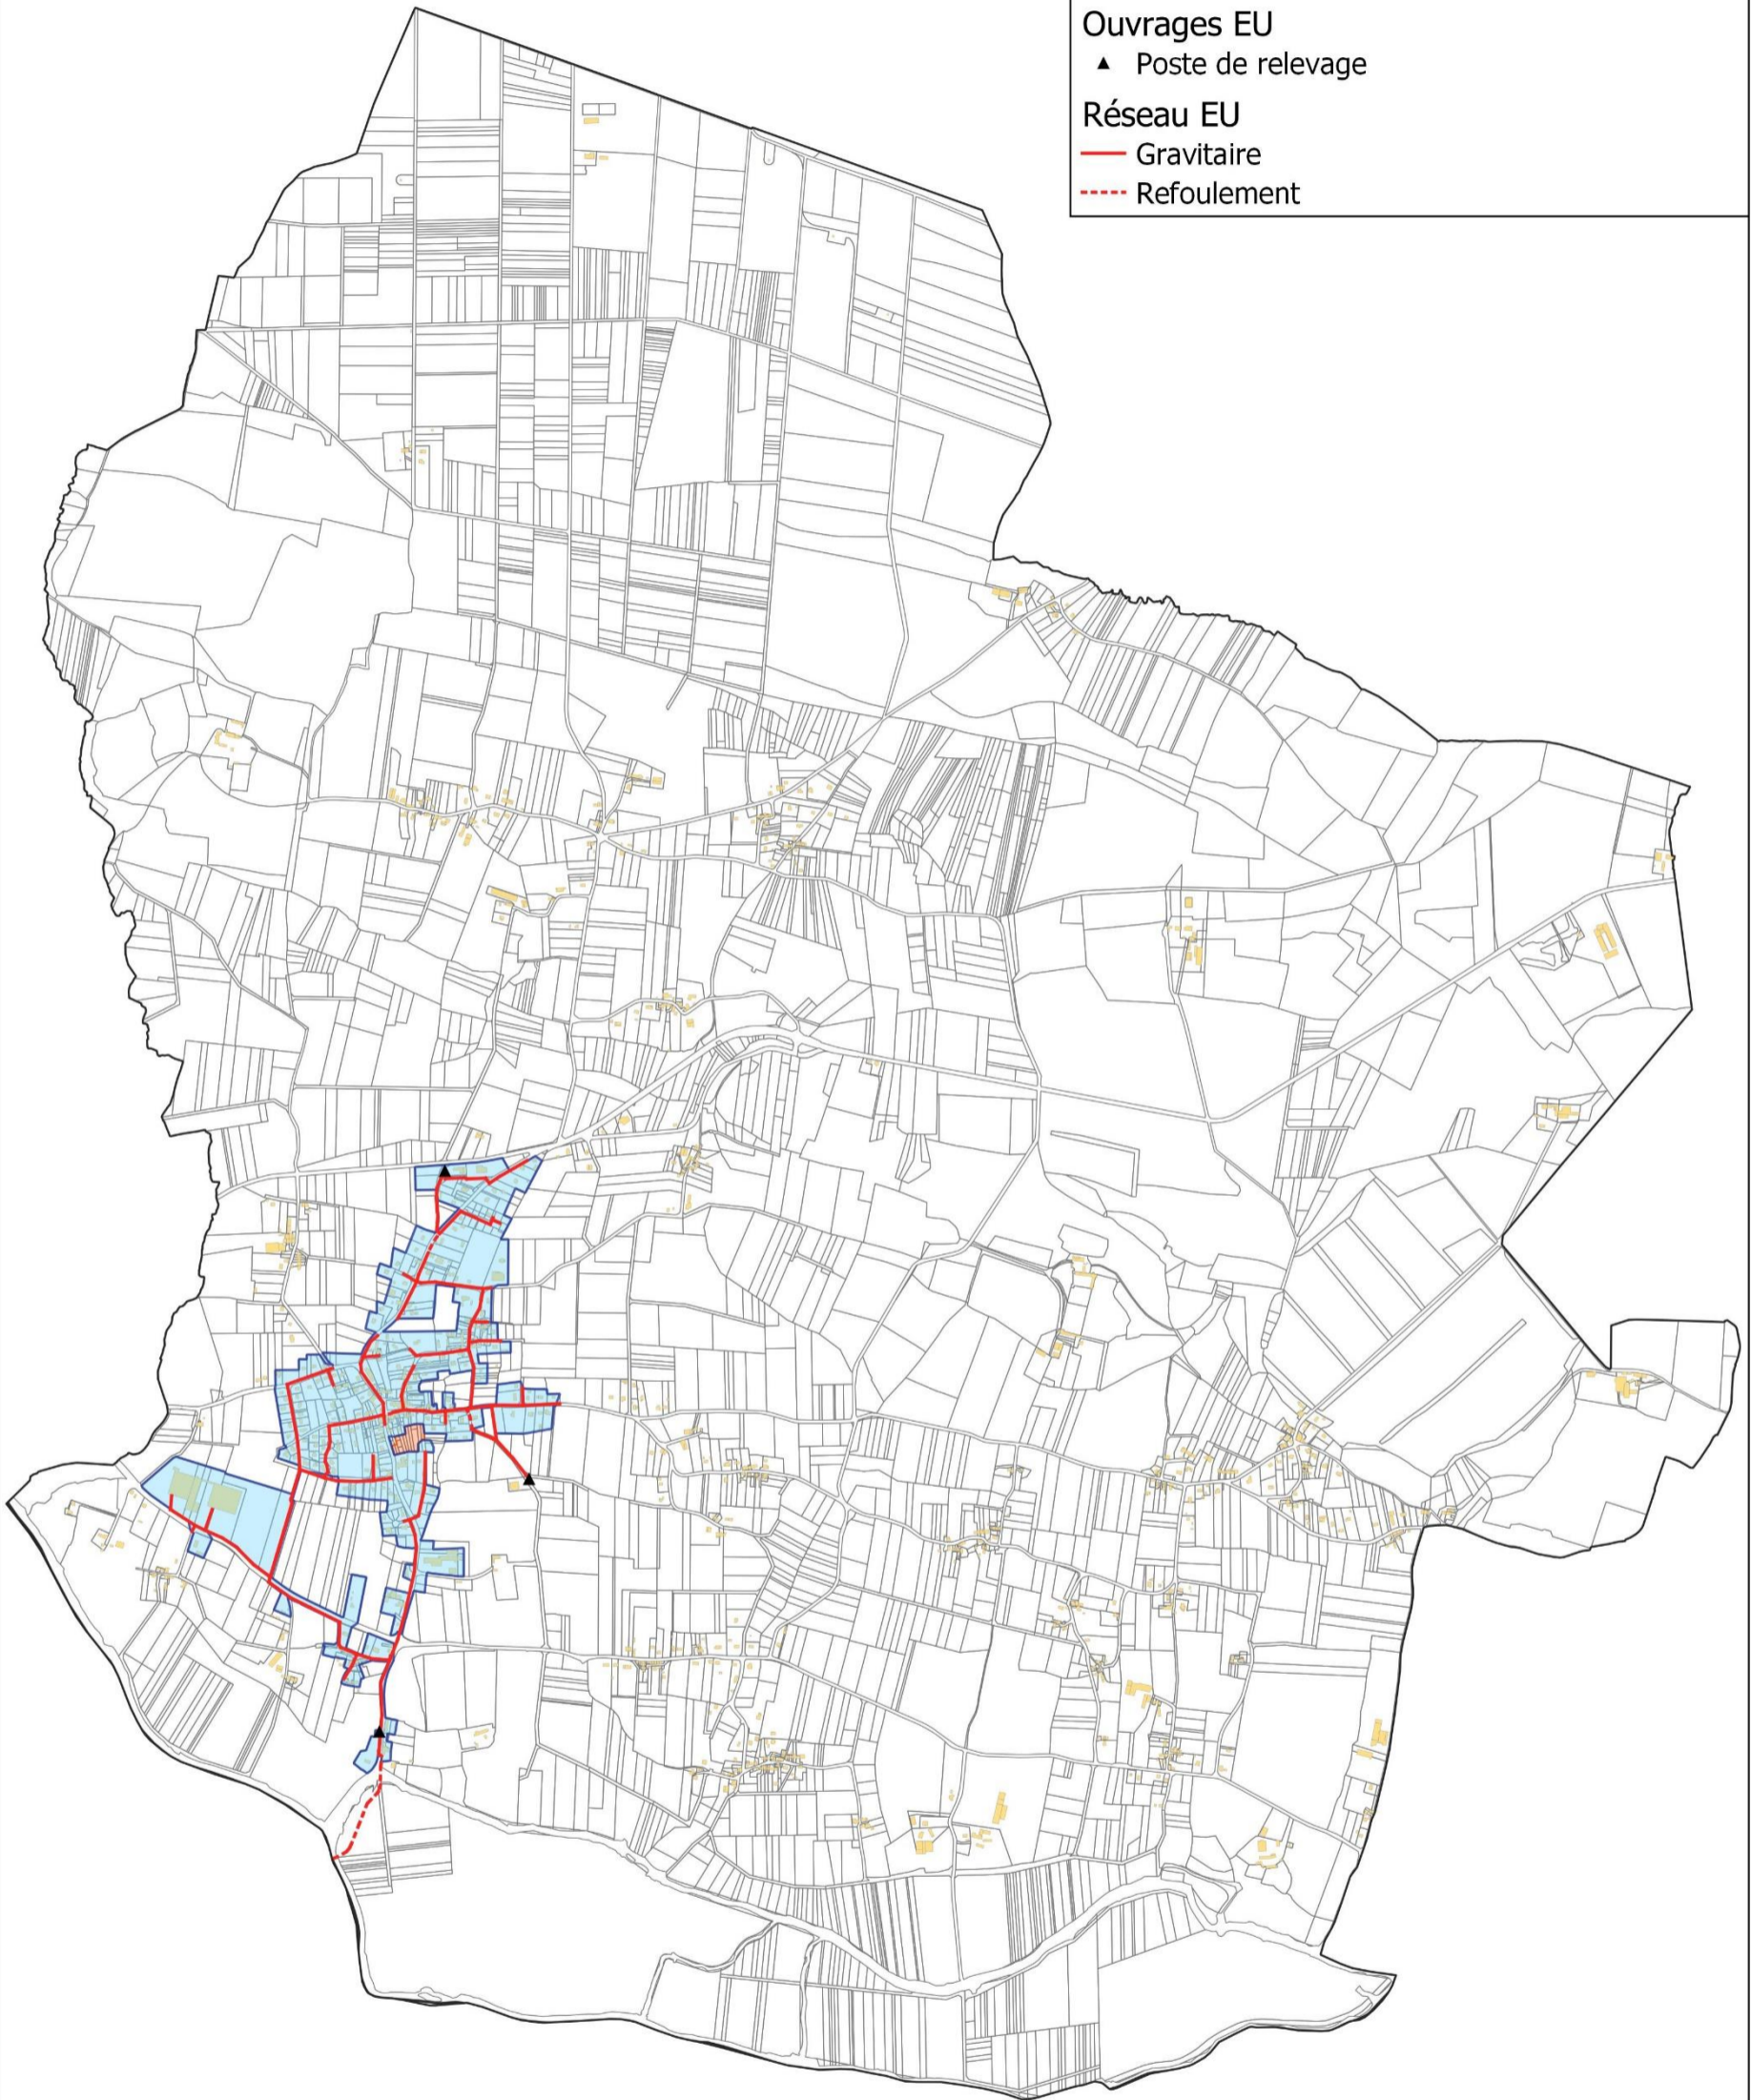 Ouvrages EU
Poste de relevage
Réseau EU
Gravitaire
Refoulement